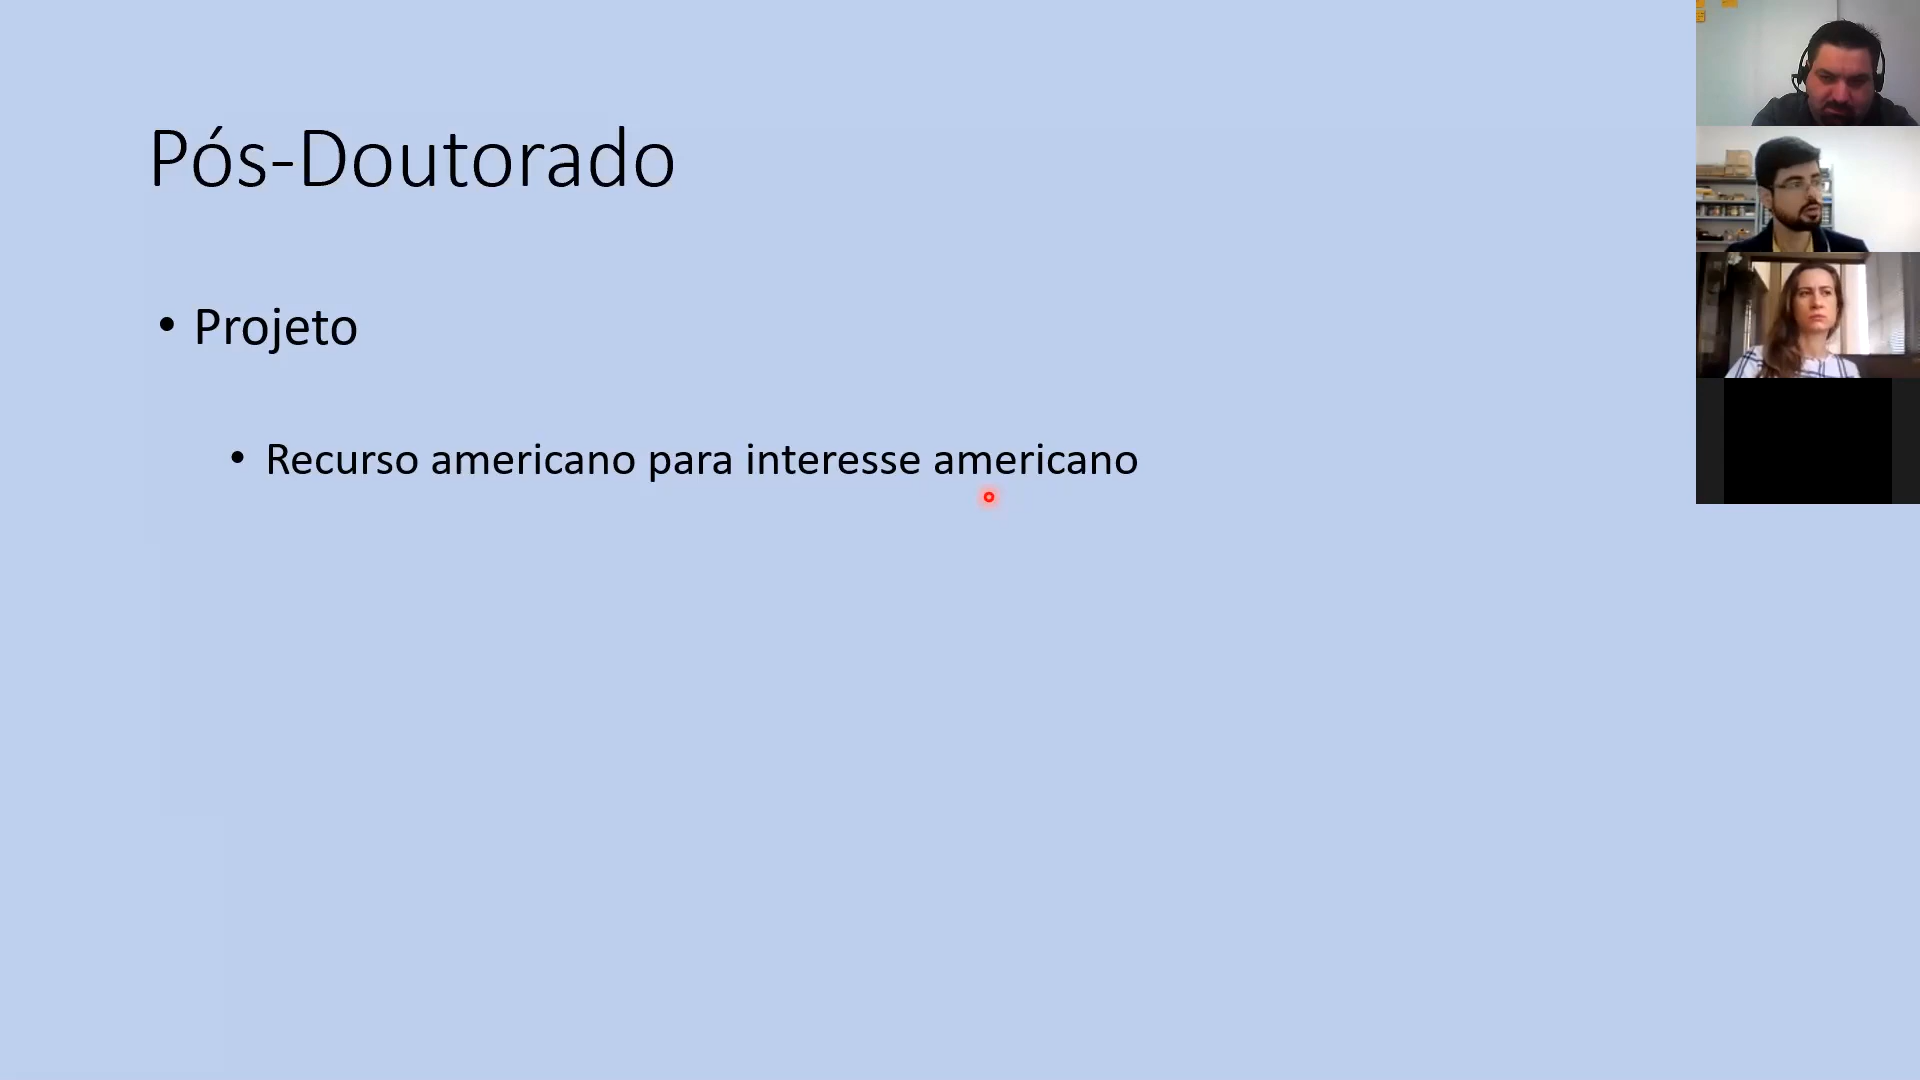 Pós-Doutorado
• Projeto
• Recurso americano para interesse americano